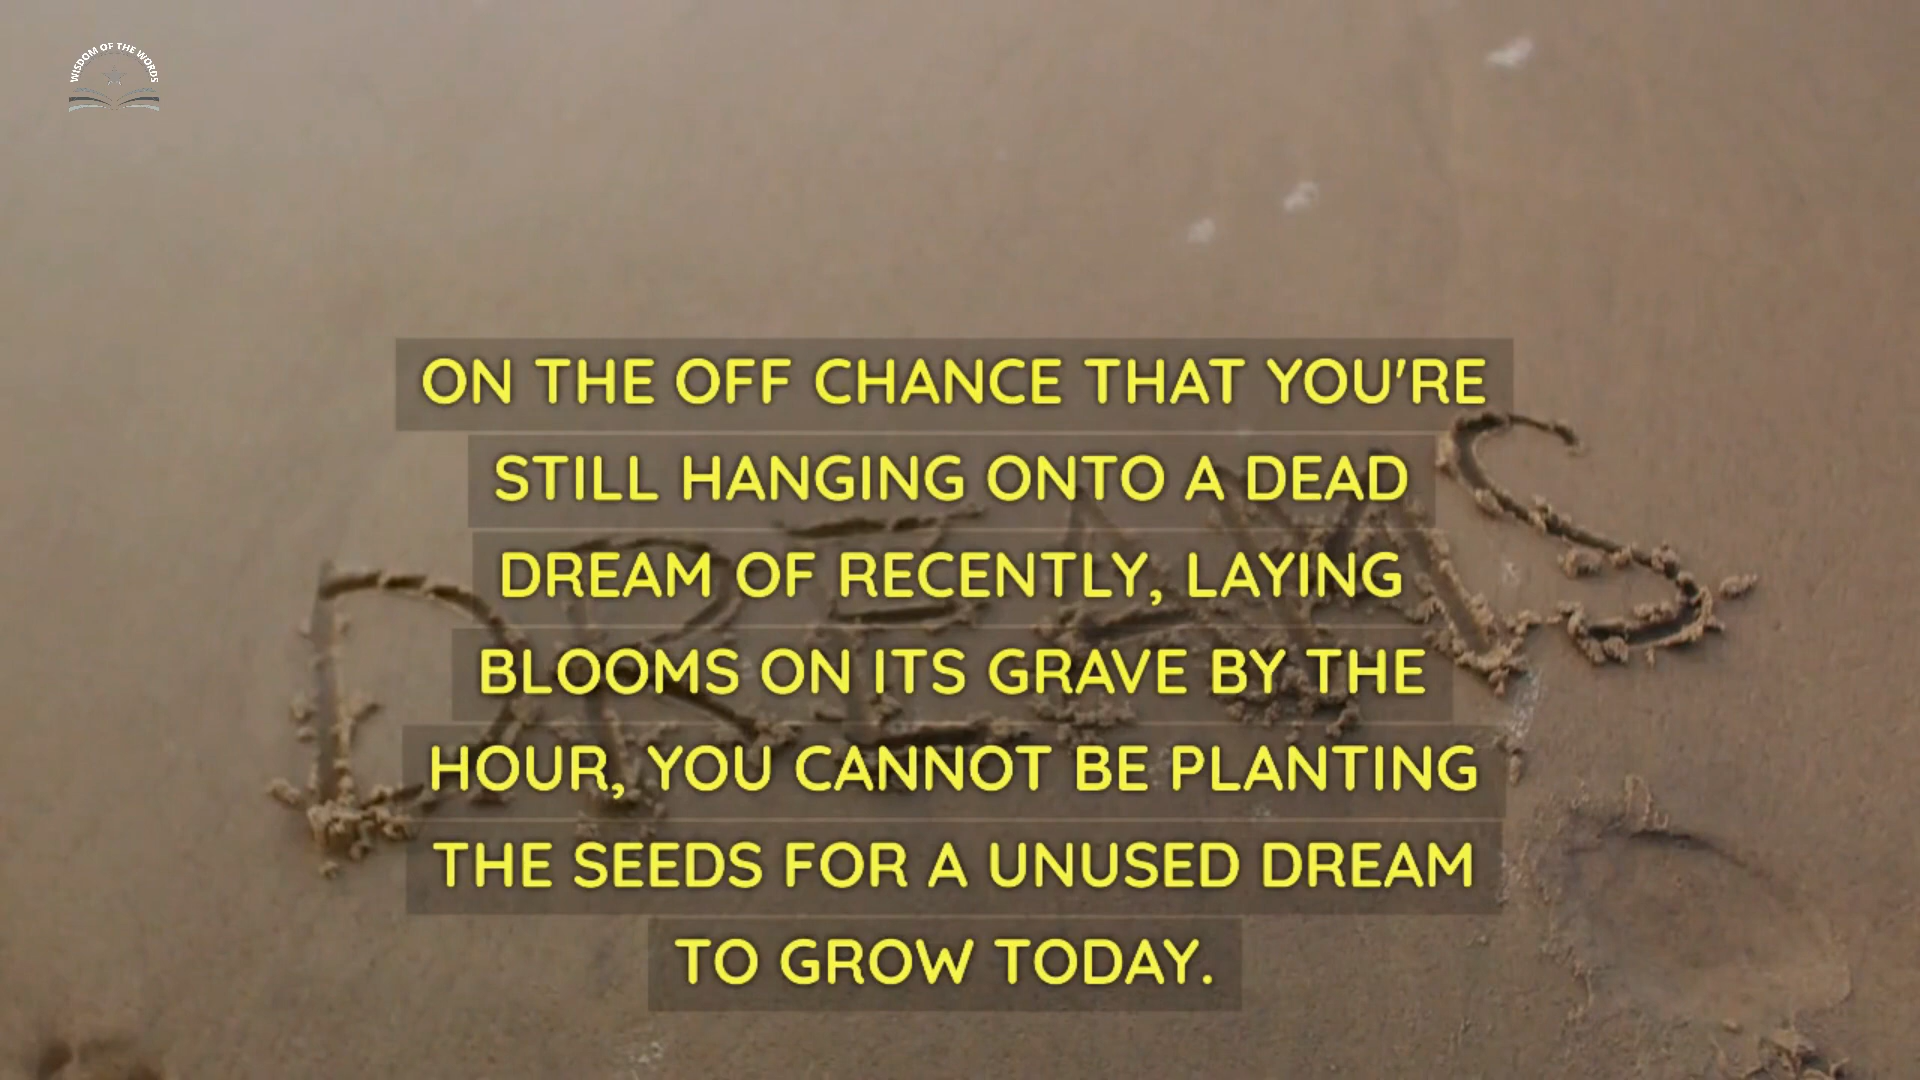 WISDOM OF THE WORDS
ON THE OFF CHANCE THAT YOU'RE
STILL HANGING ONTO A DEAD
DREAM OF RECENTLY, LAYING
BLOOMS ON ITS GRAVE BY THE
HOUR, YOU CANNOT BE PLANTING
THE SEEDS FOR A UNUSED DREAM
TO GROW TODAY.
DREAMS